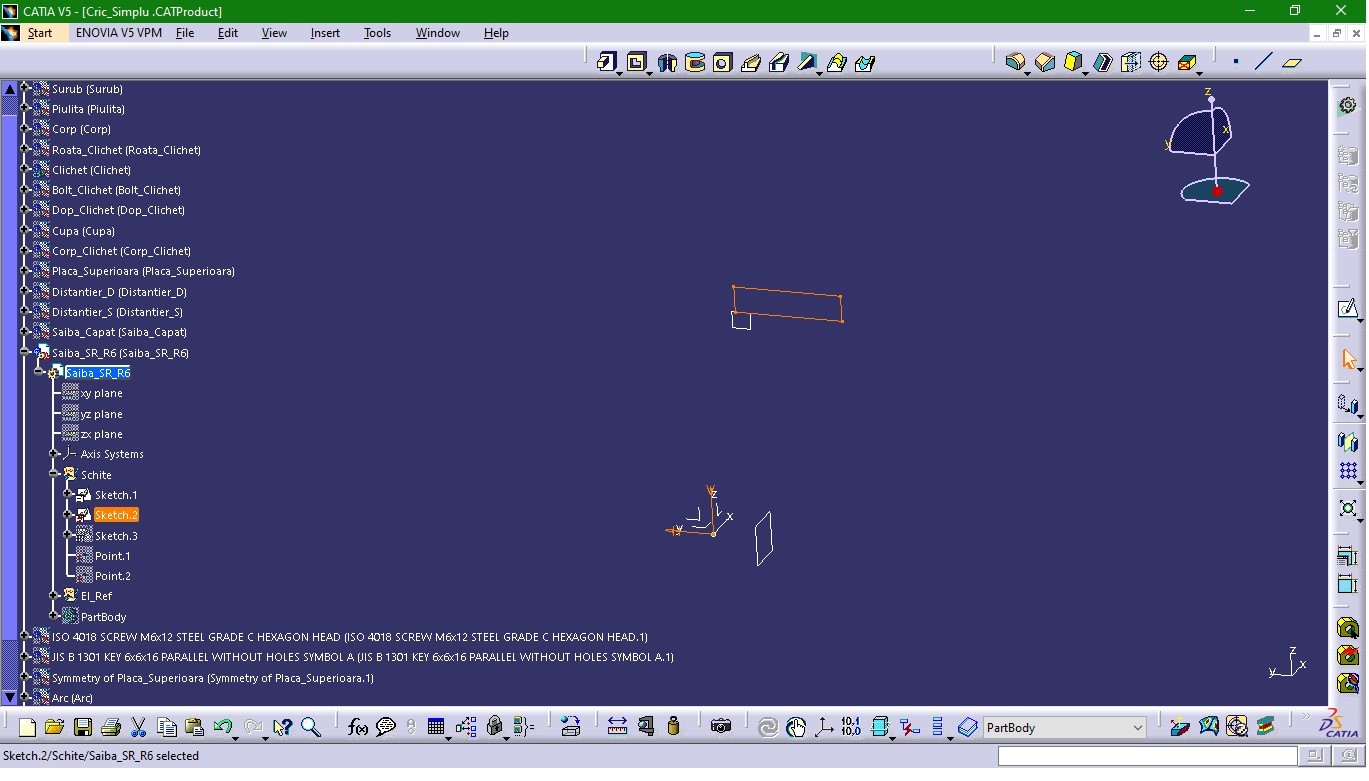 CATIA V5 - [Cric_Simplu .CATProduct]
Start ENOVIA V5 VPM File Edit View Insert Tools Window Help
Surub (Surub)
Piulita (Piulita)
Corp (Corp)
Roata_Clichet (Roata_Clichet)
Clichet (Clichet)
Bolt_Clichet (Bolt_Clichet)
Dop_Clichet (Dop_Clichet)
Cupa (Cupa)
Corp_Clichet (Corp_Clichet)
Placa_Superioara (Placa_Superioara)
Distantier_D (Distantier_D)
Distantier_S (Distantier_S)
Saiba_Capat (Saiba_Capat)
Saiba_SR_R6 (Saiba_SR_R6)
Saiba_SR_R6
xy plane
yz plane
zx plane
Axis Systems
Schite
Sketch.1
Sketch.2
Sketch.3
Point.1
Point.2
El_Ref
PartBody
ISO 4018 SCREW M6x12 STEEL GRADE C HEXAGON HEAD (ISO 4018 SCREW M6x12 STEEL GRADE C HEXAGON HEAD.1)
JIS B 1301 KEY 6x6x16 PARALLEL WITHOUT HOLES SYMBOL A (JIS B 1301 KEY 6x6x16 PARALLEL WITHOUT HOLES SYMBOL A.1)
Symmetry of Placa_Superioara (Symmetry of Placa_Superioara.1)
Arc (Arc)
z
x
y
z
x
y
z
x
y
f(x)
10,1
10,0
PartBody
CATIA
Sketch.2/Schite/Saiba_SR_R6 selected